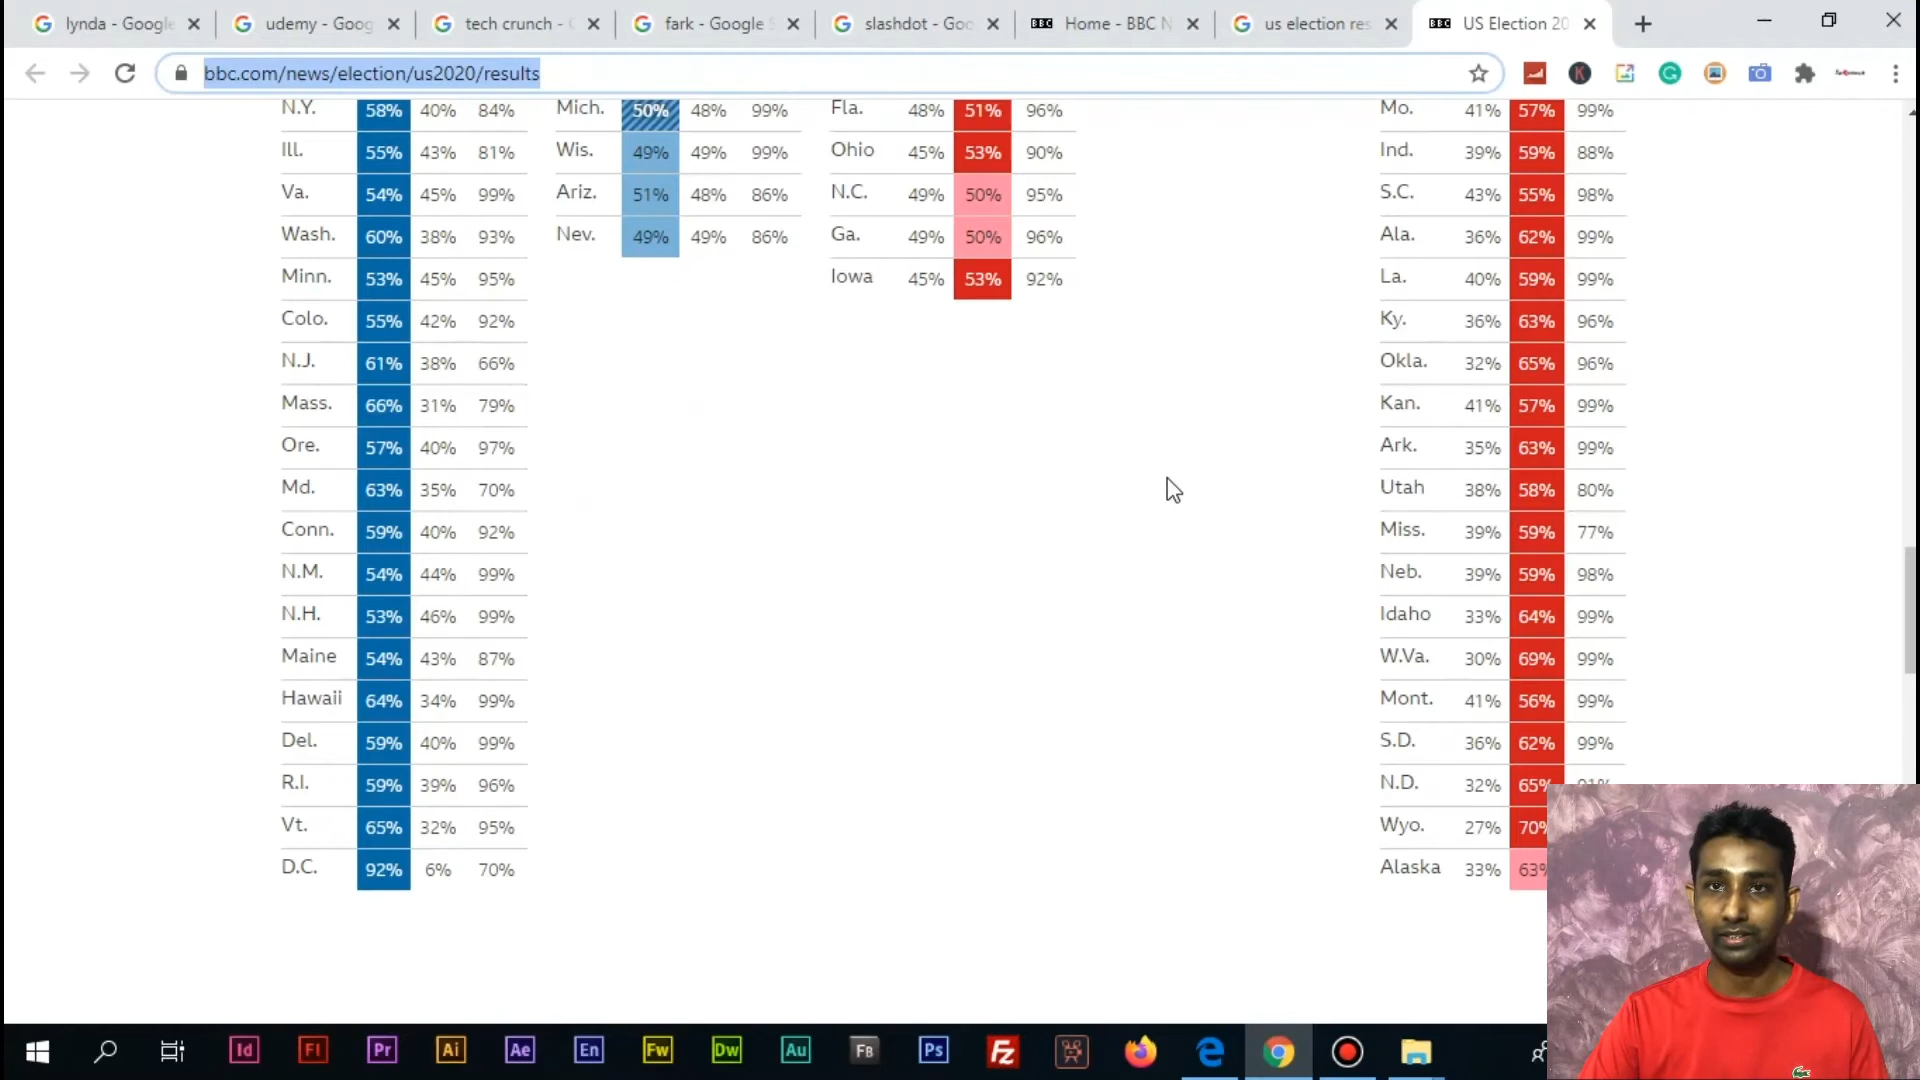 lynda - Google
udemy - Goog
tech crunch -
fark - Google
slashdot - Goo
BBC Home - BBC N
us election res
BBC US Election 20
bbc.com/news/election/us2020/results
N.Y. 58% 40% 84%
Ill. 55% 43% 81%
Va. 54% 45% 99%
Wash. 60% 38% 93%
Minn. 53% 45% 95%
Colo. 55% 42% 92%
N.J. 61% 38% 66%
Mass. 66% 31% 79%
Ore. 57% 40% 97%
Md. 63% 35% 70%
Conn. 59% 40% 92%
N.M. 54% 44% 99%
N.H. 53% 46% 99%
Maine 54% 43% 87%
Hawaii 64% 34% 99%
Del. 59% 40% 99%
R.I. 59% 39% 96%
Vt. 65% 32% 95%
D.C. 92% 6% 70%
Mich. 50% 48% 99%
Wis. 49% 49% 99%
Ariz. 51% 48% 86%
Nev. 49% 49% 86%
Fla. 48% 51% 96%
Ohio 45% 53% 90%
N.C. 49% 50% 95%
Ga. 49% 50% 96%
Iowa 45% 53% 92%
Mo. 41% 57% 99%
Ind. 39% 59% 88%
S.C. 43% 55% 98%
Ala. 36% 62% 99%
La. 40% 59% 99%
Ky. 36% 63% 96%
Okla. 32% 65% 96%
Kan. 41% 57% 99%
Ark. 35% 63% 99%
Utah 38% 58% 80%
Miss. 39% 59% 77%
Neb. 39% 59% 98%
Idaho 33% 64% 99%
W.Va. 30% 69% 99%
Mont. 41% 56% 99%
S.D. 36% 62% 99%
N.D. 32% 65%
Wyo. 27% 70%
Alaska 33% 63%
Id Fl Pr Ai Ae En Fw Dw Au FB Ps FZ